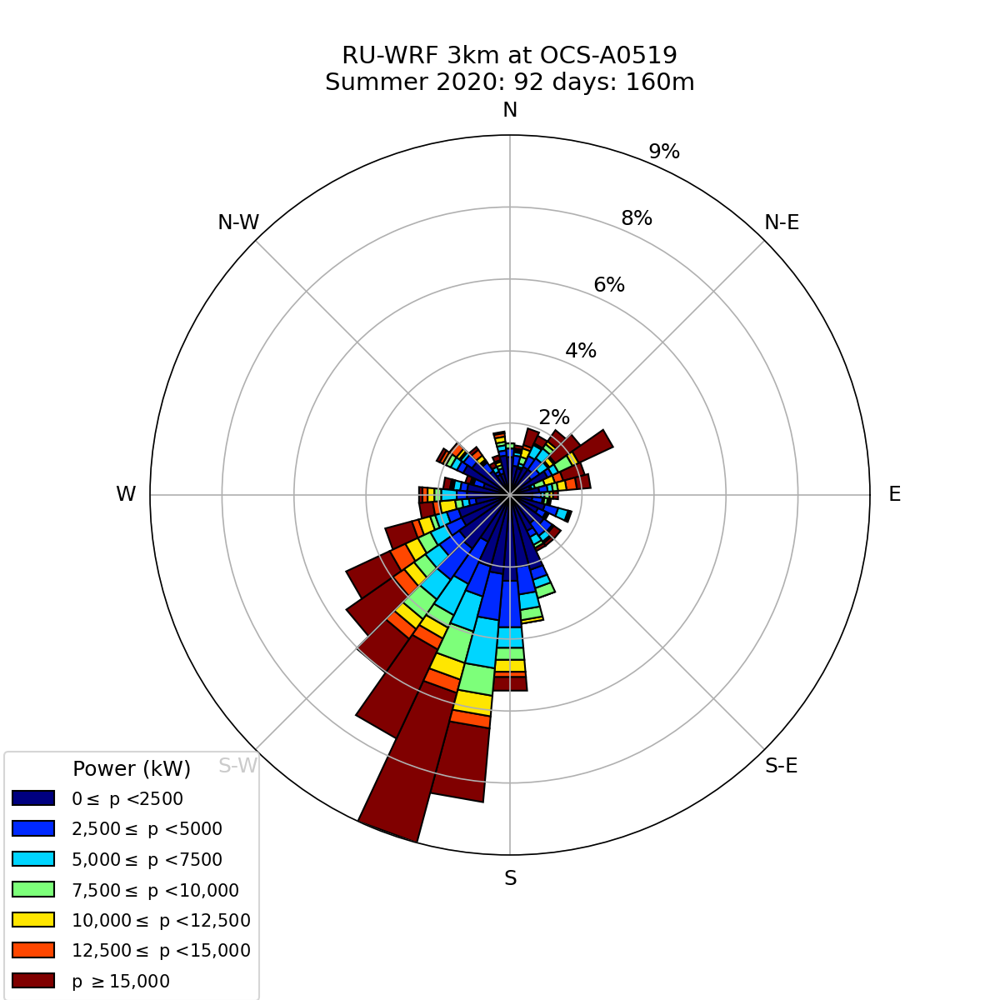 RU-WRF 3km at OCS-A0519
Summer 2020: 92 days: 160m
N
9%
N-W
8%
N-E
6%
4%
2%
W
E
S-W
S-E
S
Power (kW)
0≤ p <2500
2,500≤ p <5000
5,000≤ p <7500
7,500≤ p <10,000
10,000≤ p <12,500
12,500≤ p <15,000
p ≥15,000